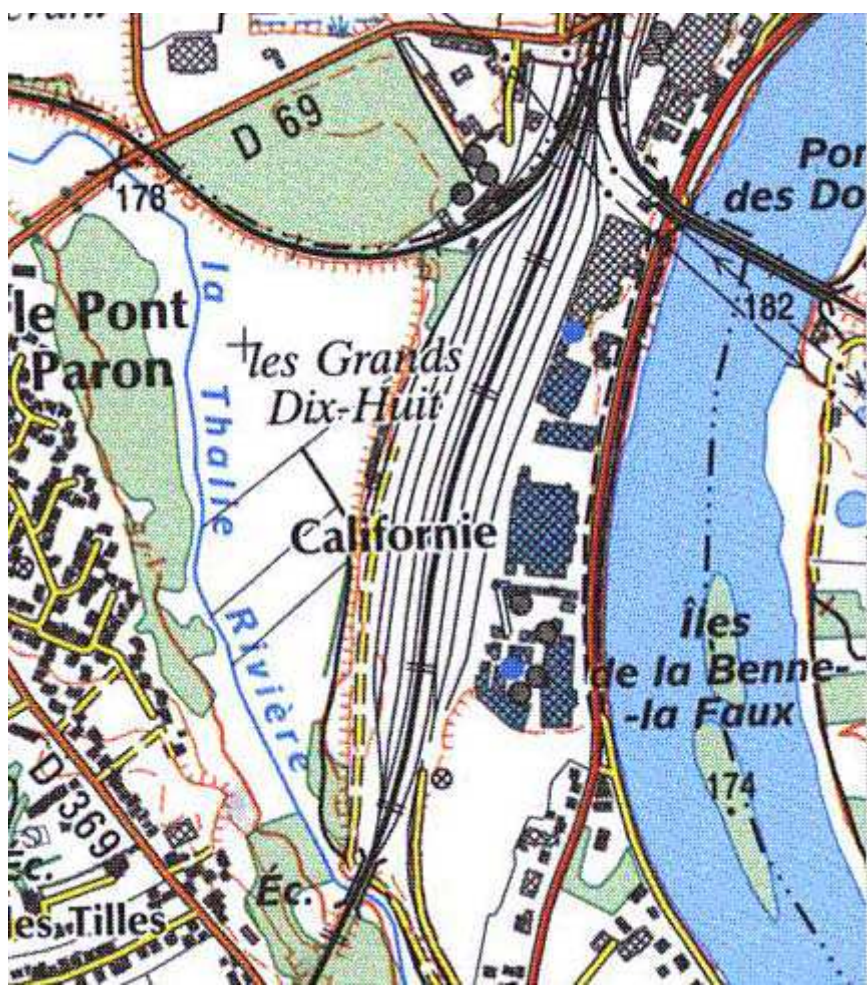 D 69
Por
des Do
178
182
le Pont
Paron
les Grands
Dix-Huit
la Thalie
Rivière
Californie
Îles
de la Benne-
-la Faux
174
D 369
Éc.
Éc.
les Tilles